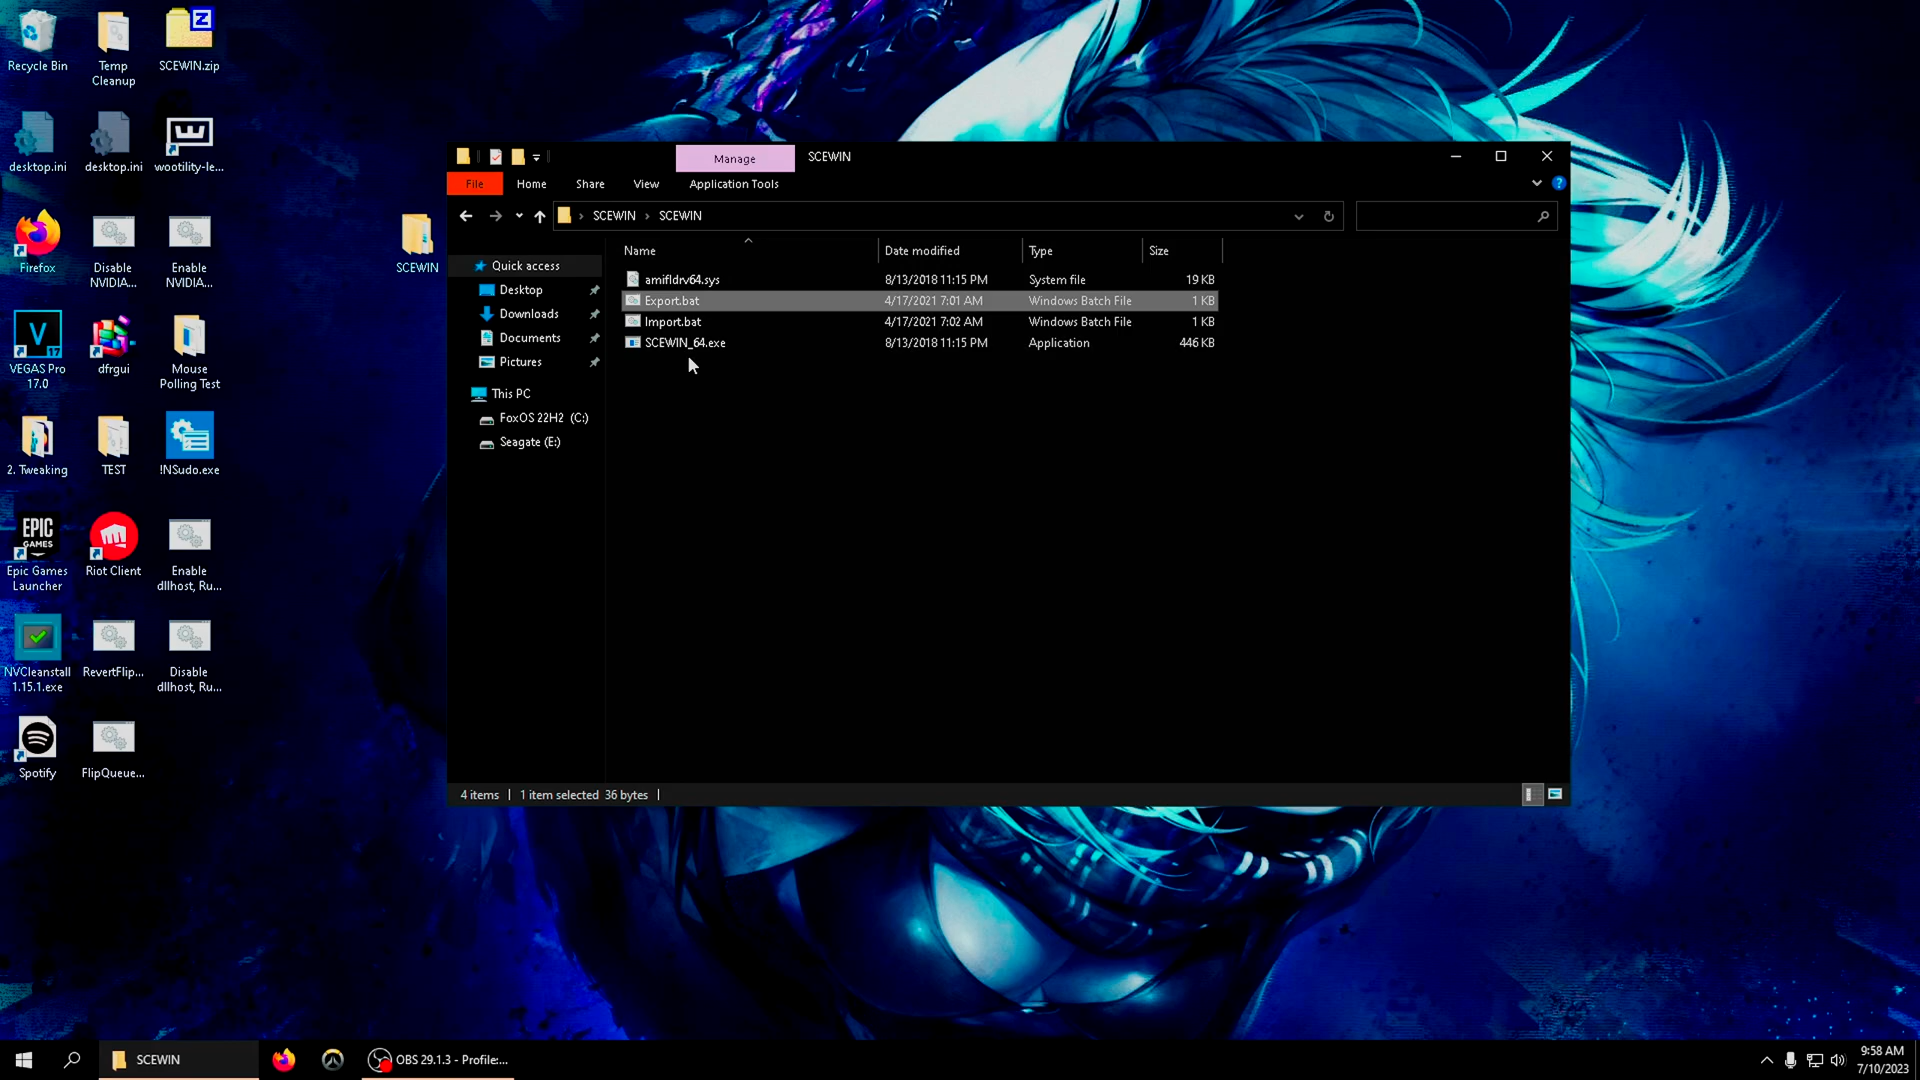 Recycle Bin
Temp
Cleanup
SCEWIN.zip
desktop.ini
desktop.ini
wootility-le...
Firefox
Disable
NVIDIA...
Enable
NVIDIA...
SCEWIN
VEGAS Pro
17.0
dfrgui
Mouse
Polling Test
2. Tweaking
TEST
!NSudo.exe
EPIC
GAMES
Epic Games
Launcher
Riot Client
Enable
dllhost, Ru...
NVCleanstall
1.15.1.exe
RevertFlip...
Disable
dllhost, Ru...
Spotify
FlipQueue...
Manage
SCEWIN
File
Home
Share
View
Application Tools
SCEWIN
SCEWIN
Name
Date modified
Type
Size
Quick access
Desktop
Downloads
Documents
Pictures
This PC
FoxOS 22H2 (C:)
Seagate (E:)
amifldrv64.sys 8/13/2018 11:15 PM System file 19 KB
Export.bat 4/17/2021 7:01 AM Windows Batch File 1 KB
Import.bat 4/17/2021 7:02 AM Windows Batch File 1 KB
SCEWIN_64.exe 8/13/2018 11:15 PM Application 446 KB
4 items 1 item selected 36 bytes
SCEWIN
OBS 29.1.3 - Profile:...
9:58 AM
7/10/2023